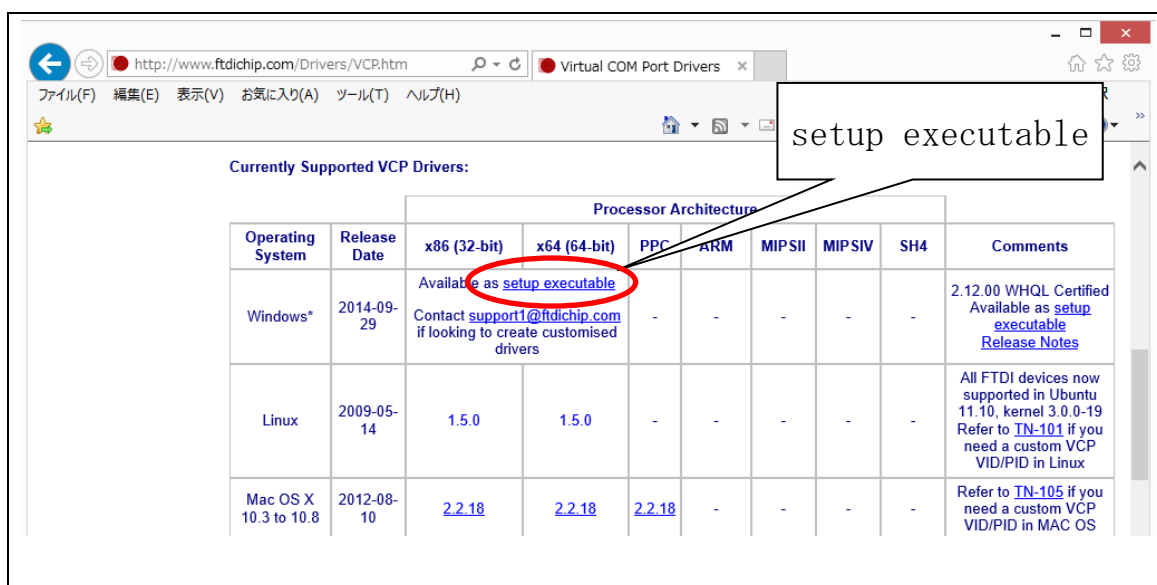 http://www.ftdichip.com/Drivers/VCP.htm
Virtual COM Port Drivers
ファイル(F) 編集(E) 表示(V) お気に入り(A) ツール(T) ヘルプ(H)
setup executable
Currently Supported VCP Drivers:
Processor Architecture
Operating System
Release Date
x86 (32-bit)
x64 (64-bit)
PPC
ARM
MIPSII
MIPSIV
SH4
Comments
Windows*
2014-09-
29
Available as setup executable
Contact support1@ftdichip.com
if looking to create customised
drivers
-
-
-
-
-
2.12.00 WHQL Certified
Available as setup
executable
Release Notes
Linux
2009-05-
14
1.5.0
1.5.0
-
-
-
-
-
All FTDI devices now
supported in Ubuntu
11.10, kernel 3.0.0-19
Refer to TN-101 if you
need a custom VCP
VID/PID in Linux
Mac OS X
10.3 to 10.8
2012-08-
10
2.2.18
2.2.18
2.2.18
-
-
-
-
Refer to TN-105 if you
need a custom VCP
VID/PID in MAC OS